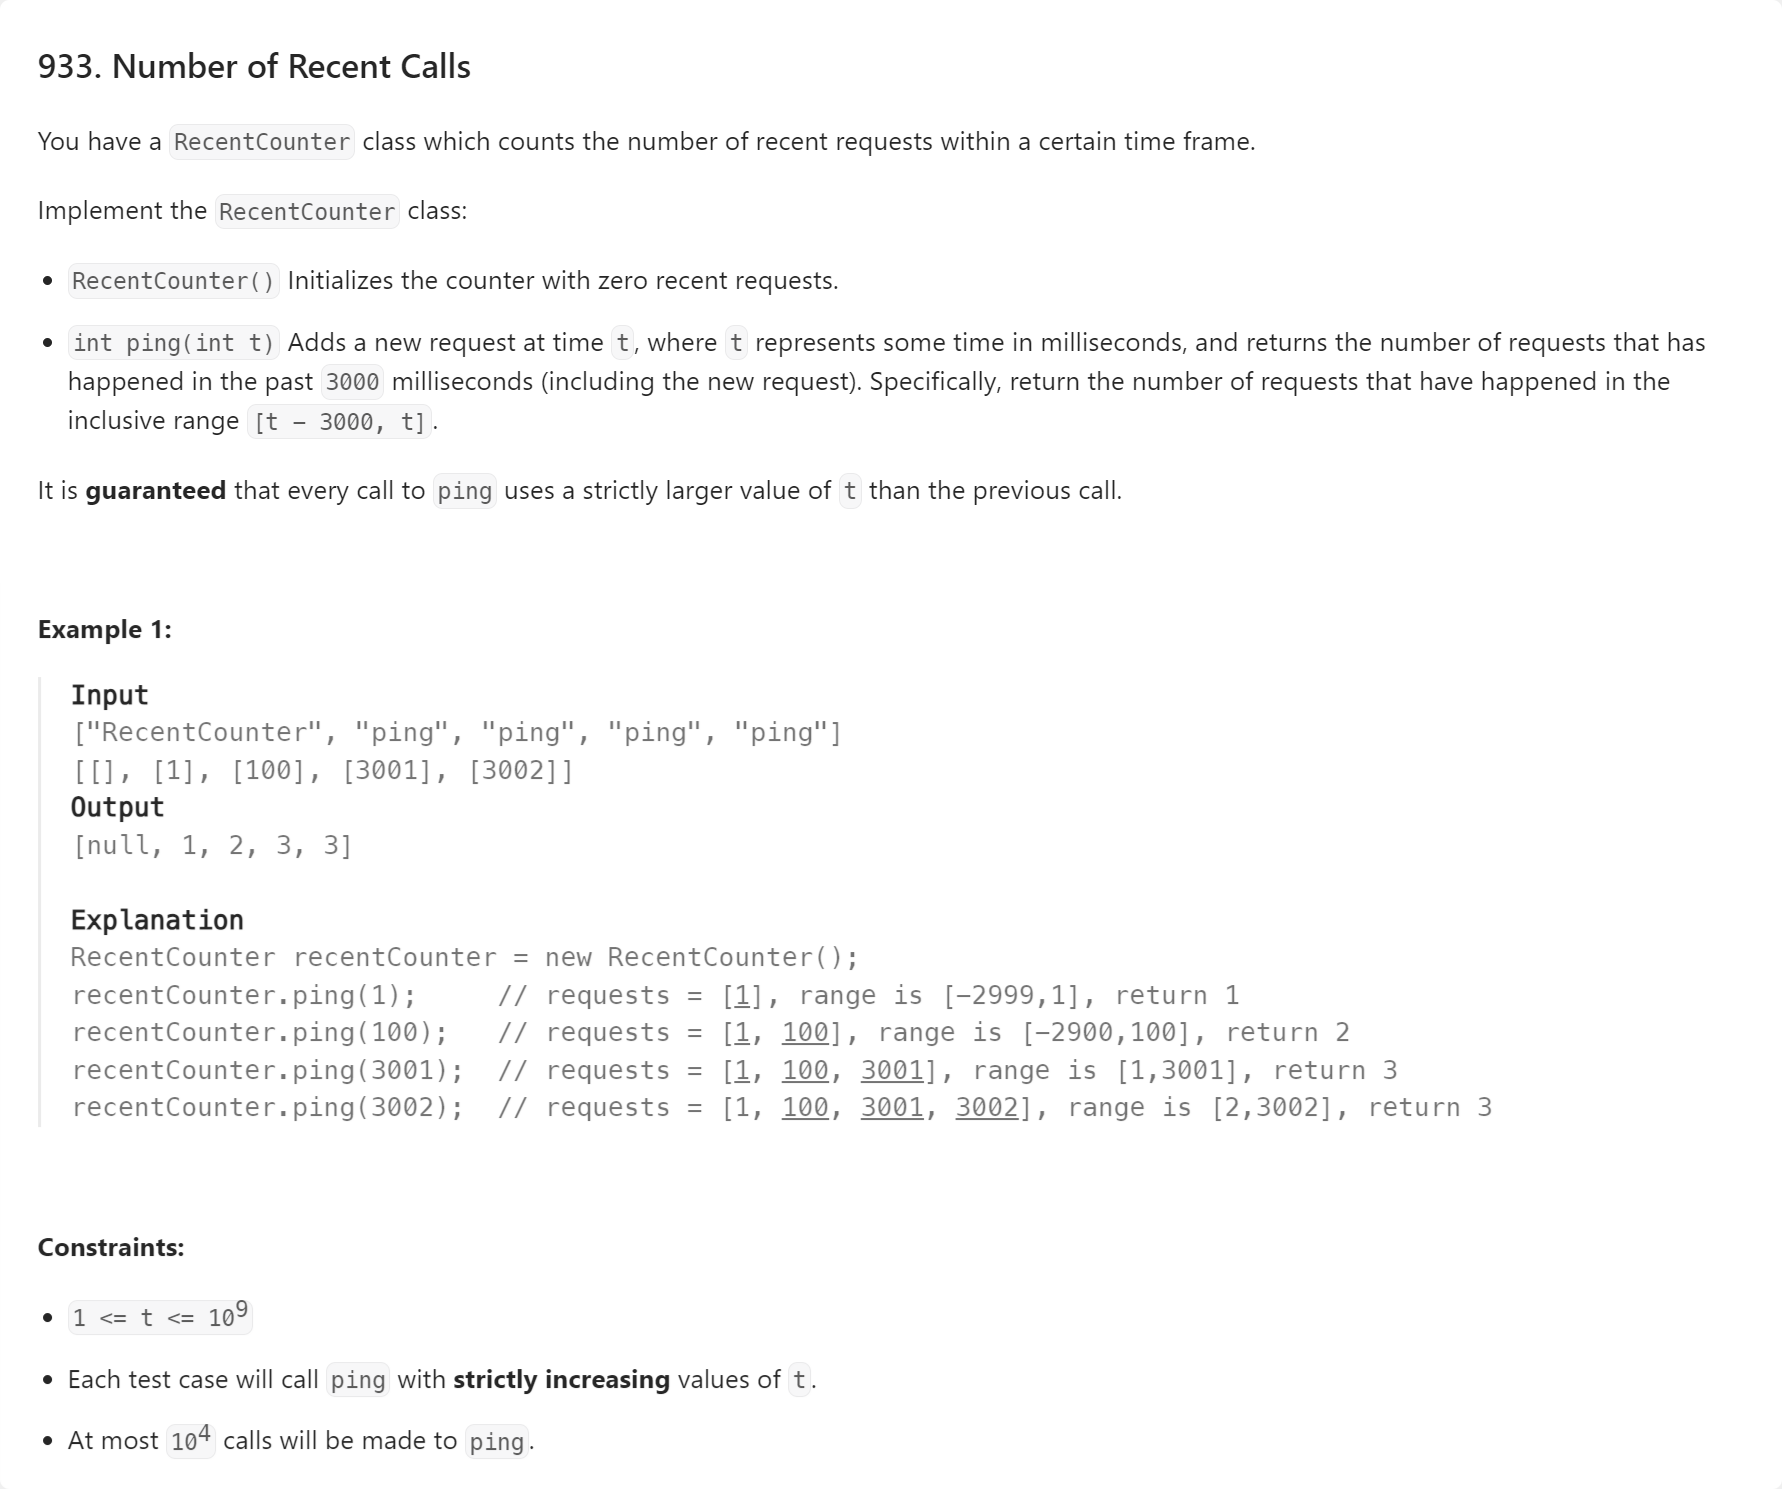 933. Number of Recent Calls
You have a RecentCounter class which counts the number of recent requests within a certain time frame.
Implement the RecentCounter class:
• RecentCounter() Initializes the counter with zero recent requests.
• int ping(int t) Adds a new request at time t, where t represents some time in milliseconds, and returns the number of requests that has
happened in the past 3000 milliseconds (including the new request). Specifically, return the number of requests that have happened in the
inclusive range [t − 3000, t].
It is guaranteed that every call to ping uses a strictly larger value of t than the previous call.
Example 1:
Input
["RecentCounter", "ping", "ping", "ping", "ping"]
[[], [1], [100], [3001], [3002]]
Output
[null, 1, 2, 3, 3]
Explanation
RecentCounter recentCounter = new RecentCounter();
recentCounter.ping(1);     // requests = [1], range is [−2999,1], return 1
recentCounter.ping(100);   // requests = [1, 100], range is [−2900,100], return 2
recentCounter.ping(3001);  // requests = [1, 100, 3001], range is [1,3001], return 3
recentCounter.ping(3002);  // requests = [1, 100, 3001, 3002], range is [2,3002], return 3
Constraints:
• 1 <= t <= 10⁹
• Each test case will call ping with strictly increasing values of t.
• At most 10⁴ calls will be made to ping.